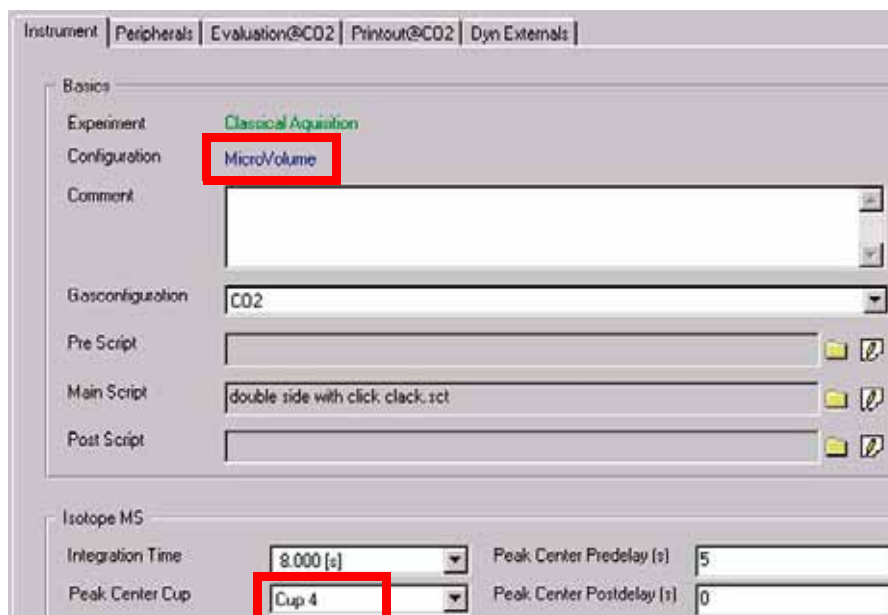 Instrument Peripherals Evaluation@CO2 Printout@CO2 Dyn Externals
Basics
Experiment Classical Aquisition
Configuration MicroVolume
Comment
Gasconfiguration CO2
Pre Script
Main Script double side with click clack.sct
Post Script
Isotope MS
Integration Time 8.000 [s] Peak Center Predelay [s] 5
Peak Center Cup Cup 4 Peak Center Postdelay [s] 0